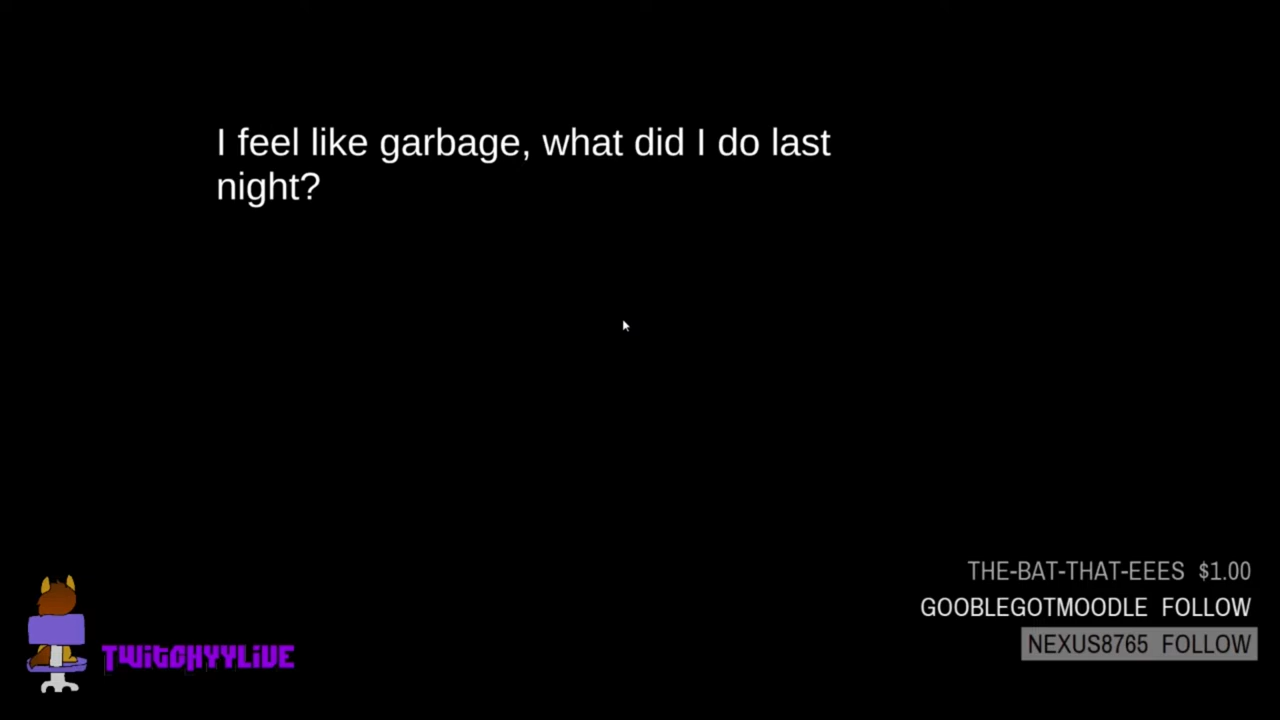 I feel like garbage, what did I do last
night?
THE-BAT-THAT-EEES $1.00
GOOBLEGOTMOODLE FOLLOW
NEXUS8765 FOLLOW
TWITCHYYLIVE